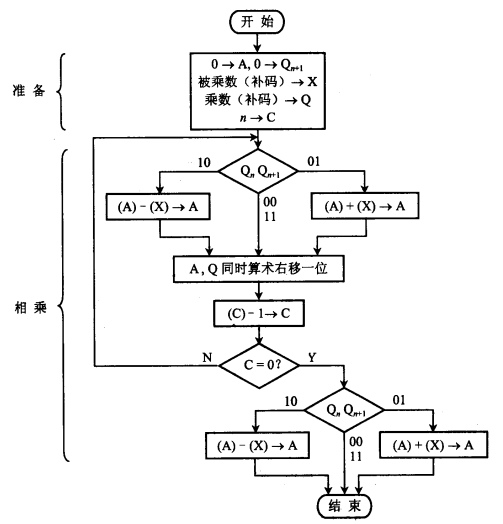 开始
0→A, 0→Qn+1
被乘数（补码）→X
乘数（补码）→Q
n→C
准备
10
Qn Qn+1
01
(A)−(X)→A
00
11
(A)+(X)→A
A,Q同时算术右移一位
相乘
(C)−1→C
N
C=0?
Y
10
Qn Qn+1
01
(A)−(X)→A
00
11
(A)+(X)→A
结束